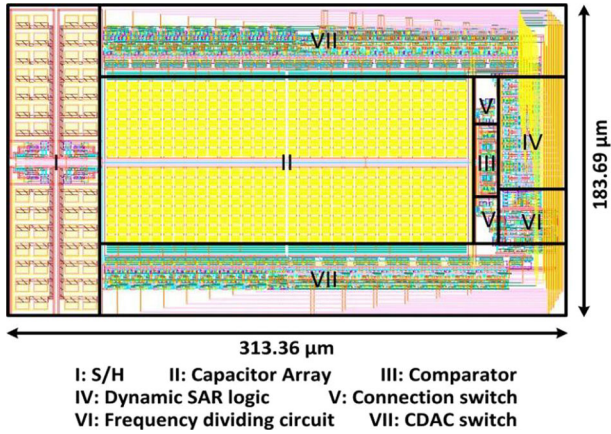 VII
V
IV
I
II
III
V
VI
VII
183.69 μm
313.36 μm
I: S/H II: Capacitor Array III: Comparator
IV: Dynamic SAR logic V: Connection switch
VI: Frequency dividing circuit VII: CDAC switch